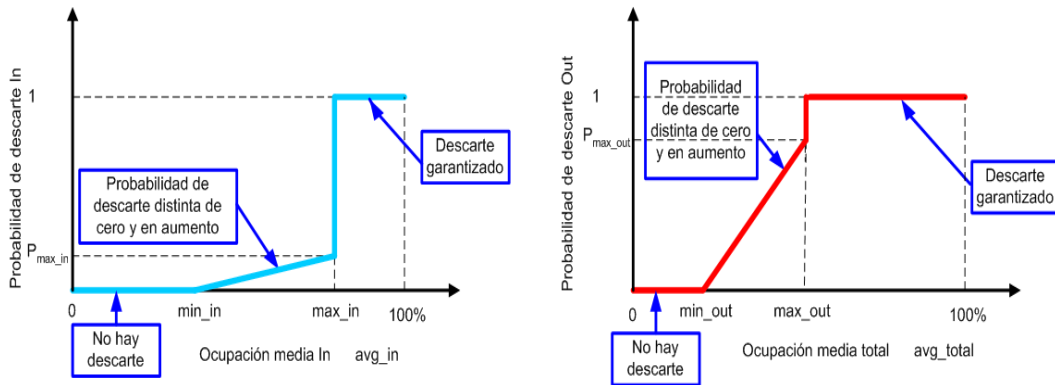 Probabilidad de descarte In
1
P max_in
Probabilidad de
descarte distinta de
cero y en aumento
Descarte
garantizado
0
min_in
max_in
100%
No hay
descarte
Ocupación media In
avg_in
Probabilidad de descarte Out
1
P max_out
Probabilidad
de descarte
distinta de cero
y en aumento
Descarte
garantizado
0
min_out
max_out
100%
No hay
descarte
Ocupación media total
avg_total